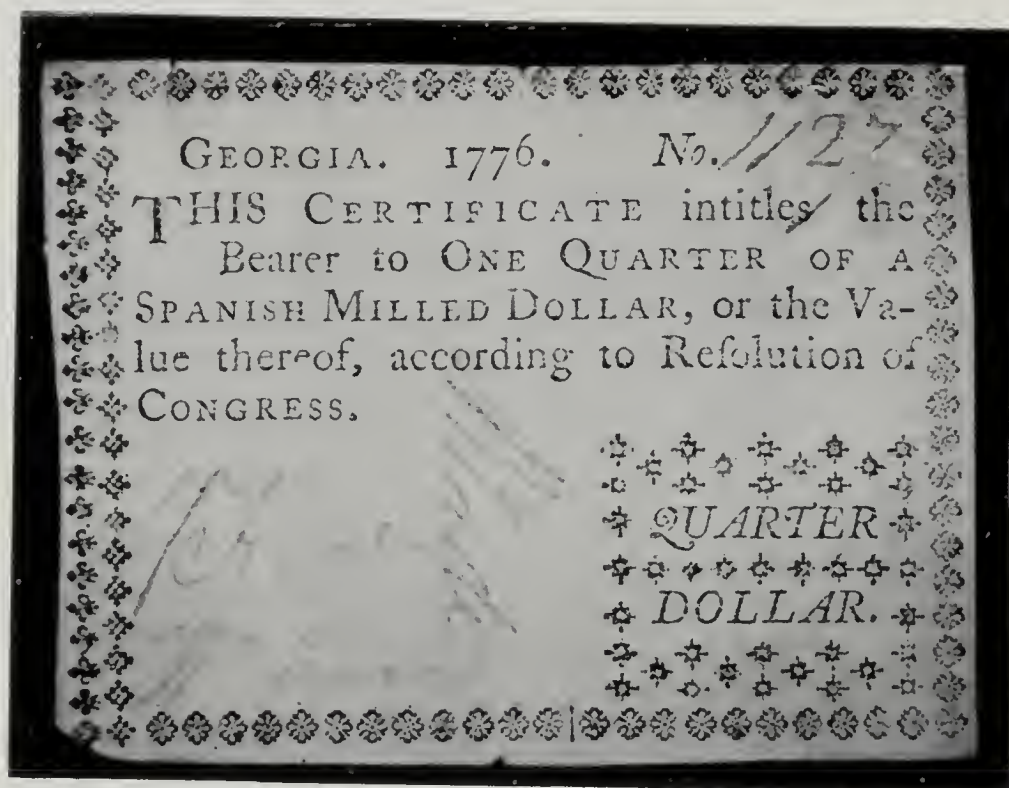 GEORGIA. 1776. No. 1127
THIS CERTIFICATE intitles the
Bearer to ONE QUARTER OF A
SPANISH MILLED DOLLAR, or the Va-
lue thereof, according to Reſolution of
CONGRESS.
QUARTER
DOLLAR.